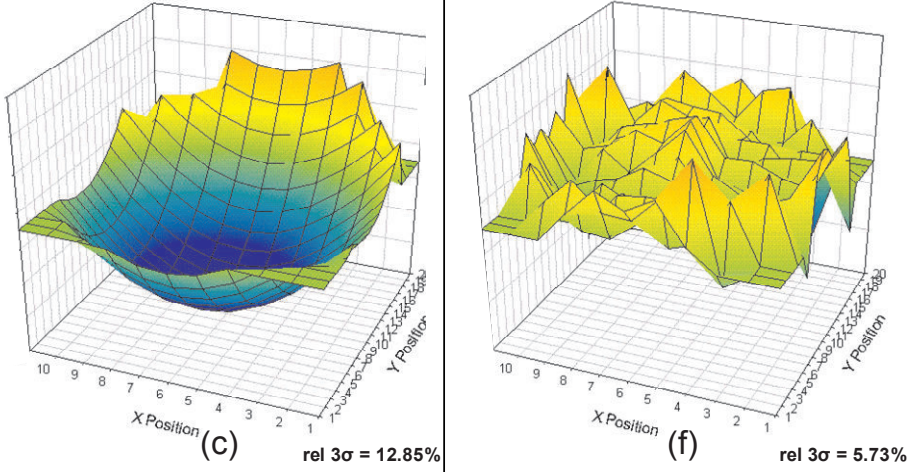 10 9 8 7 6 5 4 3 2 1
X Position
Y Position
(c)
rel 3σ = 12.85%
20
10 9 8 7 6 5 4 3 2 1
X Position
Y Position
(f)
rel 3σ = 5.73%